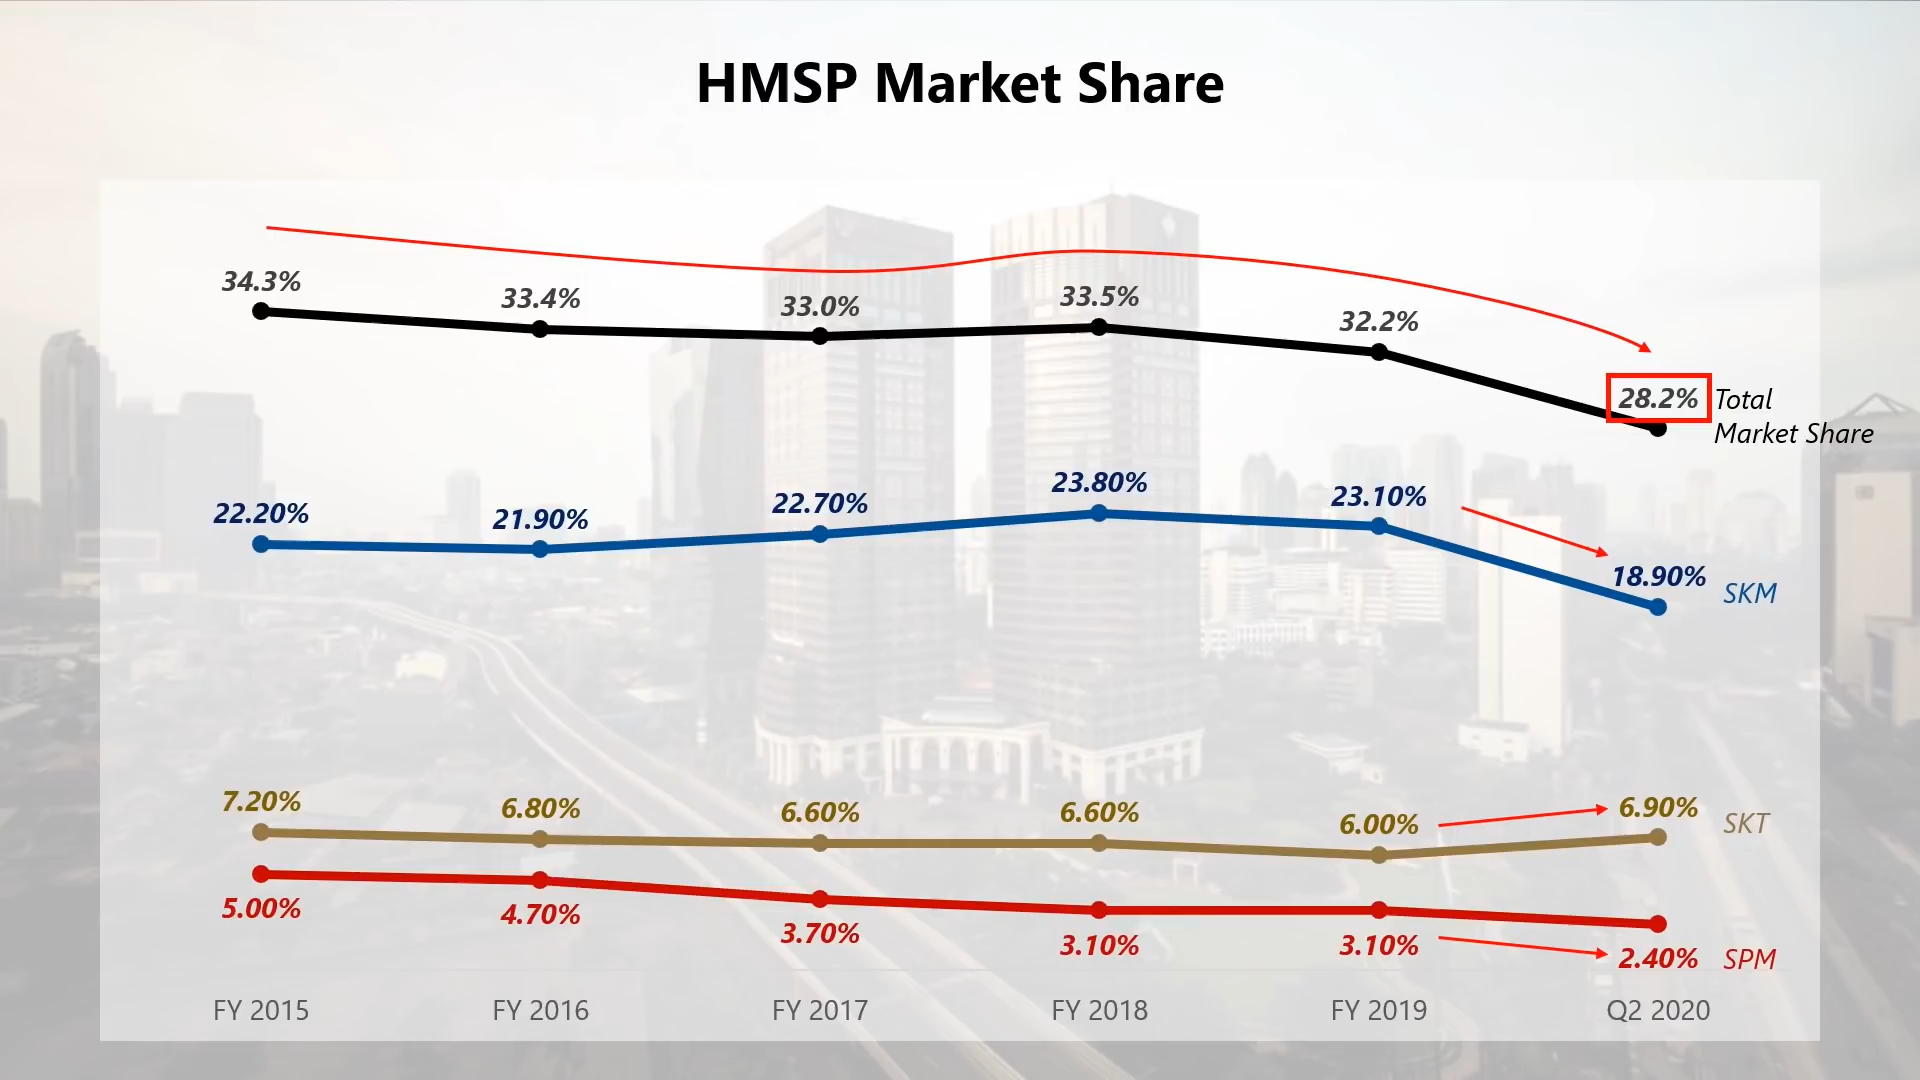 HMSP Market Share
34.3%
33.4%
33.0%
33.5%
32.2%
28.2%
Total
Market Share
22.20%
21.90%
22.70%
23.80%
23.10%
18.90%
SKM
7.20%
6.80%
6.60%
6.60%
6.00%
6.90%
SKT
5.00%
4.70%
3.70%
3.10%
3.10%
2.40%
SPM
FY 2015
FY 2016
FY 2017
FY 2018
FY 2019
Q2 2020